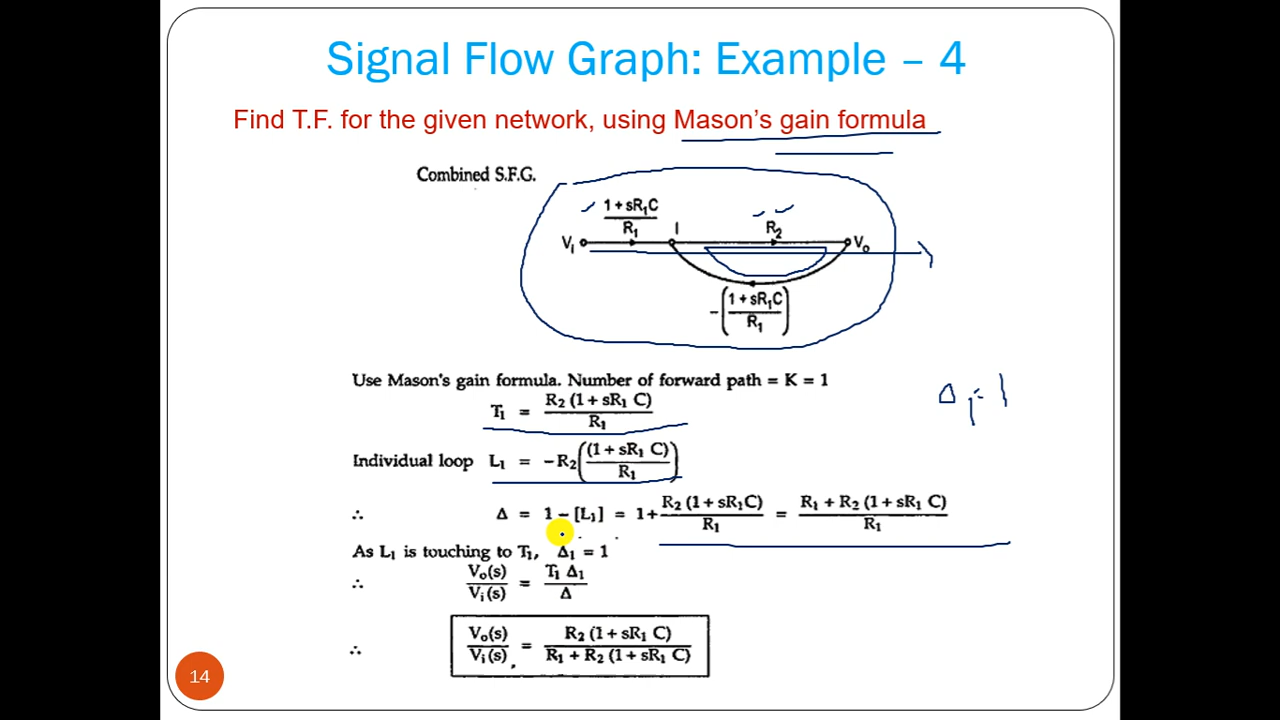 Signal Flow Graph: Example – 4
Find T.F. for the given network, using Mason's gain formula
Combined S.F.G.
1 + sR₁C
R₁
I
R₂
Vᵢ
Vₒ
−(1 + sR₁C / R₁)
Use Mason's gain formula. Number of forward path = K = 1
T₁ = R₂ (1 + sR₁ C) / R₁
Δ₁ = 1
Individual loop L₁ = −R₂((1 + sR₁ C) / R₁)
∴ Δ = 1 − [L₁] = 1+ R₂ (1 + sR₁C) / R₁ = R₁ + R₂ (1 + sR₁ C) / R₁
As L₁ is touching to T₁, Δ₁ = 1
∴ Vₒ(s) / Vᵢ(s) = T₁ Δ₁ / Δ
∴ Vₒ(s) / Vᵢ(s) = R₂ (1 + sR₁ C) / R₁ + R₂ (1 + sR₁ C)
14